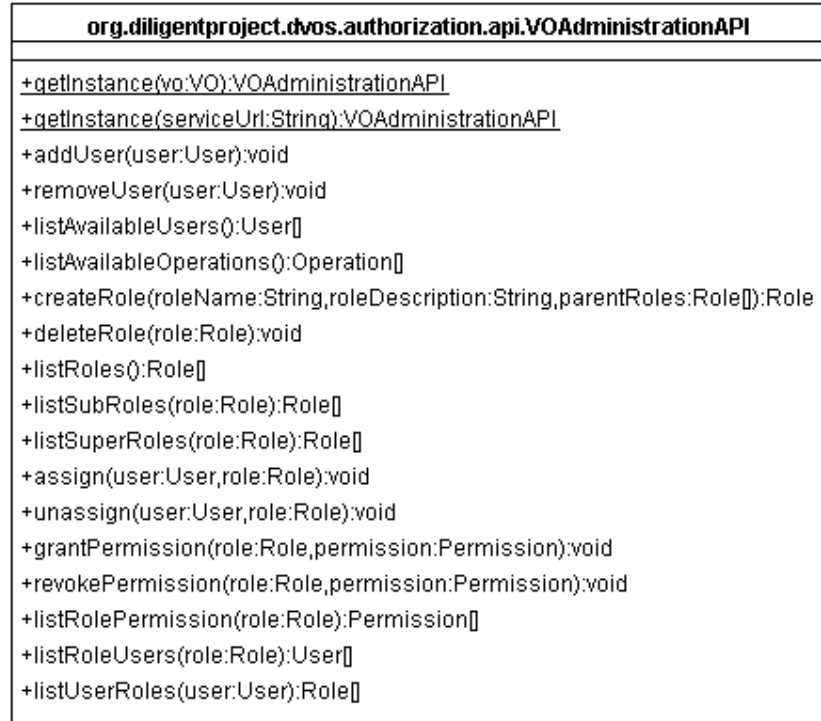 org.diligentproject.dvos.authorization.api.VOAdministrationAPI
+getInstance(vo:VO):VOAdministrationAPI
+getInstance(serviceUrl:String):VOAdministrationAPI
+addUser(user:User):void
+removeUser(user:User):void
+listAvailableUsers():User[]
+listAvailableOperations():Operation[]
+createRole(roleName:String,roleDescription:String,parentRoles:Role[]):Role
+deleteRole(role:Role):void
+listRoles():Role[]
+listSubRoles(role:Role):Role[]
+listSuperRoles(role:Role):Role[]
+assign(user:User,role:Role):void
+unassign(user:User,role:Role):void
+grantPermission(role:Role,permission:Permission):void
+revokePermission(role:Role,permission:Permission):void
+listRolePermission(role:Role):Permission[]
+listRoleUsers(role:Role):User[]
+listUserRoles(user:User):Role[]